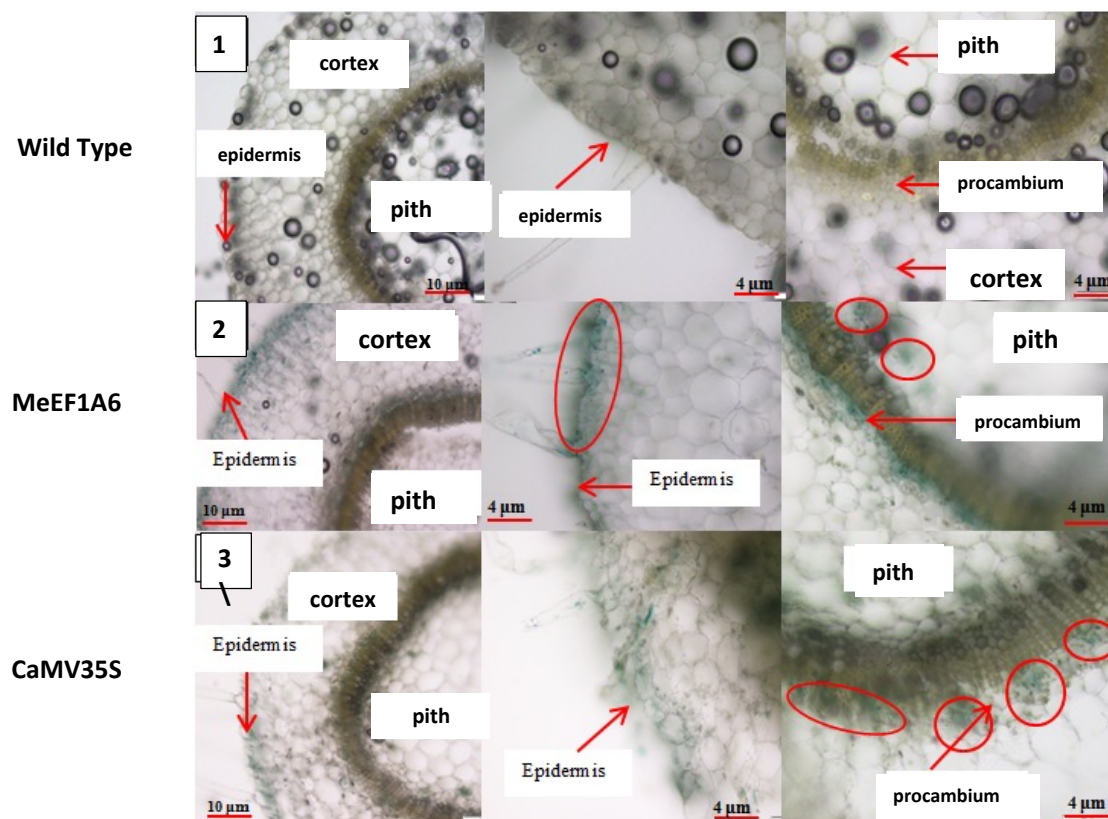 1
cortex
epidermis
pith
10 µm
epidermis
4 µm
pith
procambium
cortex
4 µm
Wild Type
2
cortex
Epidermis
pith
10 µm
Epidermis
4 µm
pith
procambium
4 µm
MeEF1A6
3
\
cortex
Epidermis
pith
10 µm
Epidermis
4 µm
pith
procambium
4 µm
CaMV35S